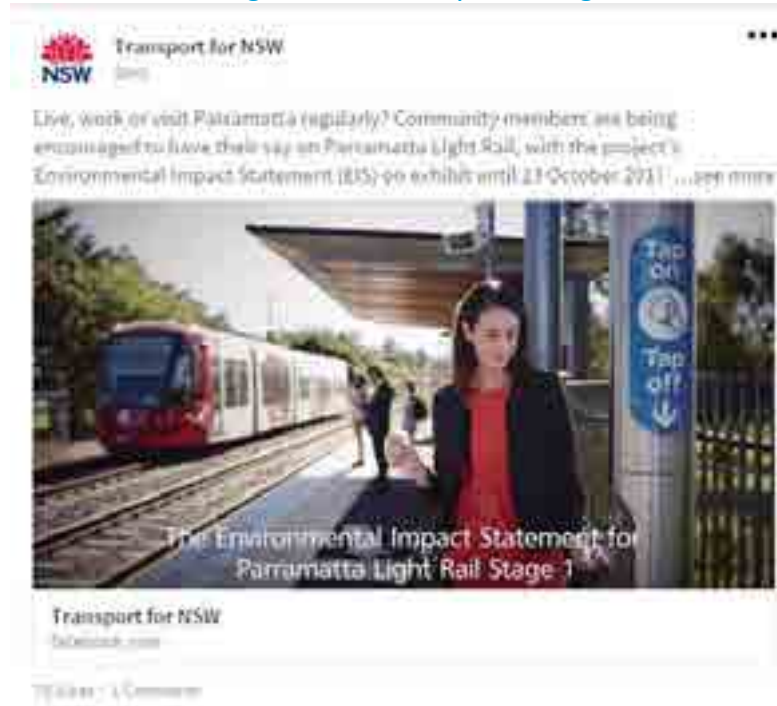 Transport for NSW
NSW
Live, work or visit Parramatta regularly? Community members are being
encouraged to have their say on Parramatta Light Rail, with the project's
Environmental Impact Statement (EIS) on exhibit until 23 October 201 ...see more
Tap
on
Tap
off
The Environmental Impact Statement for
Parramatta Light Rail Stage 1
Transport for NSW
facebook.com